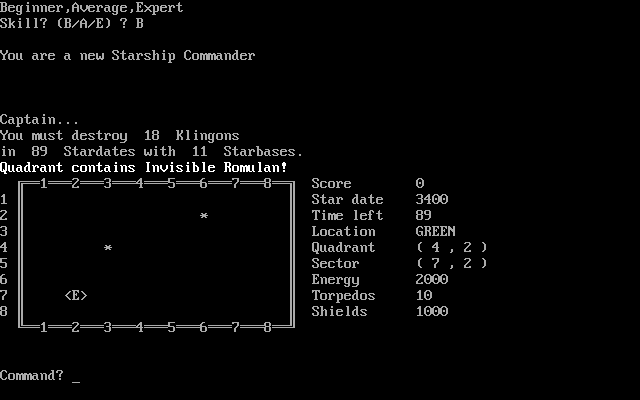 Beginner,Average,Expert
Skill? (B/A/E) ? B
You are a new Starship Commander
Captain...
You must destroy  18  Klingons
in  89  Stardates with  11  Starbases.
Quadrant contains Invisible Romulan!
1 2 3 4 5 6 7 8 Score 0
1 Star date 3400
2 * Time left 89
3 Location GREEN
4 * Quadrant ( 4 , 2 )
5 Sector ( 7 , 2 )
6 Energy 2000
7 <E> Torpedos 10
8 Shields 1000
1 2 3 4 5 6 7 8
Command? _